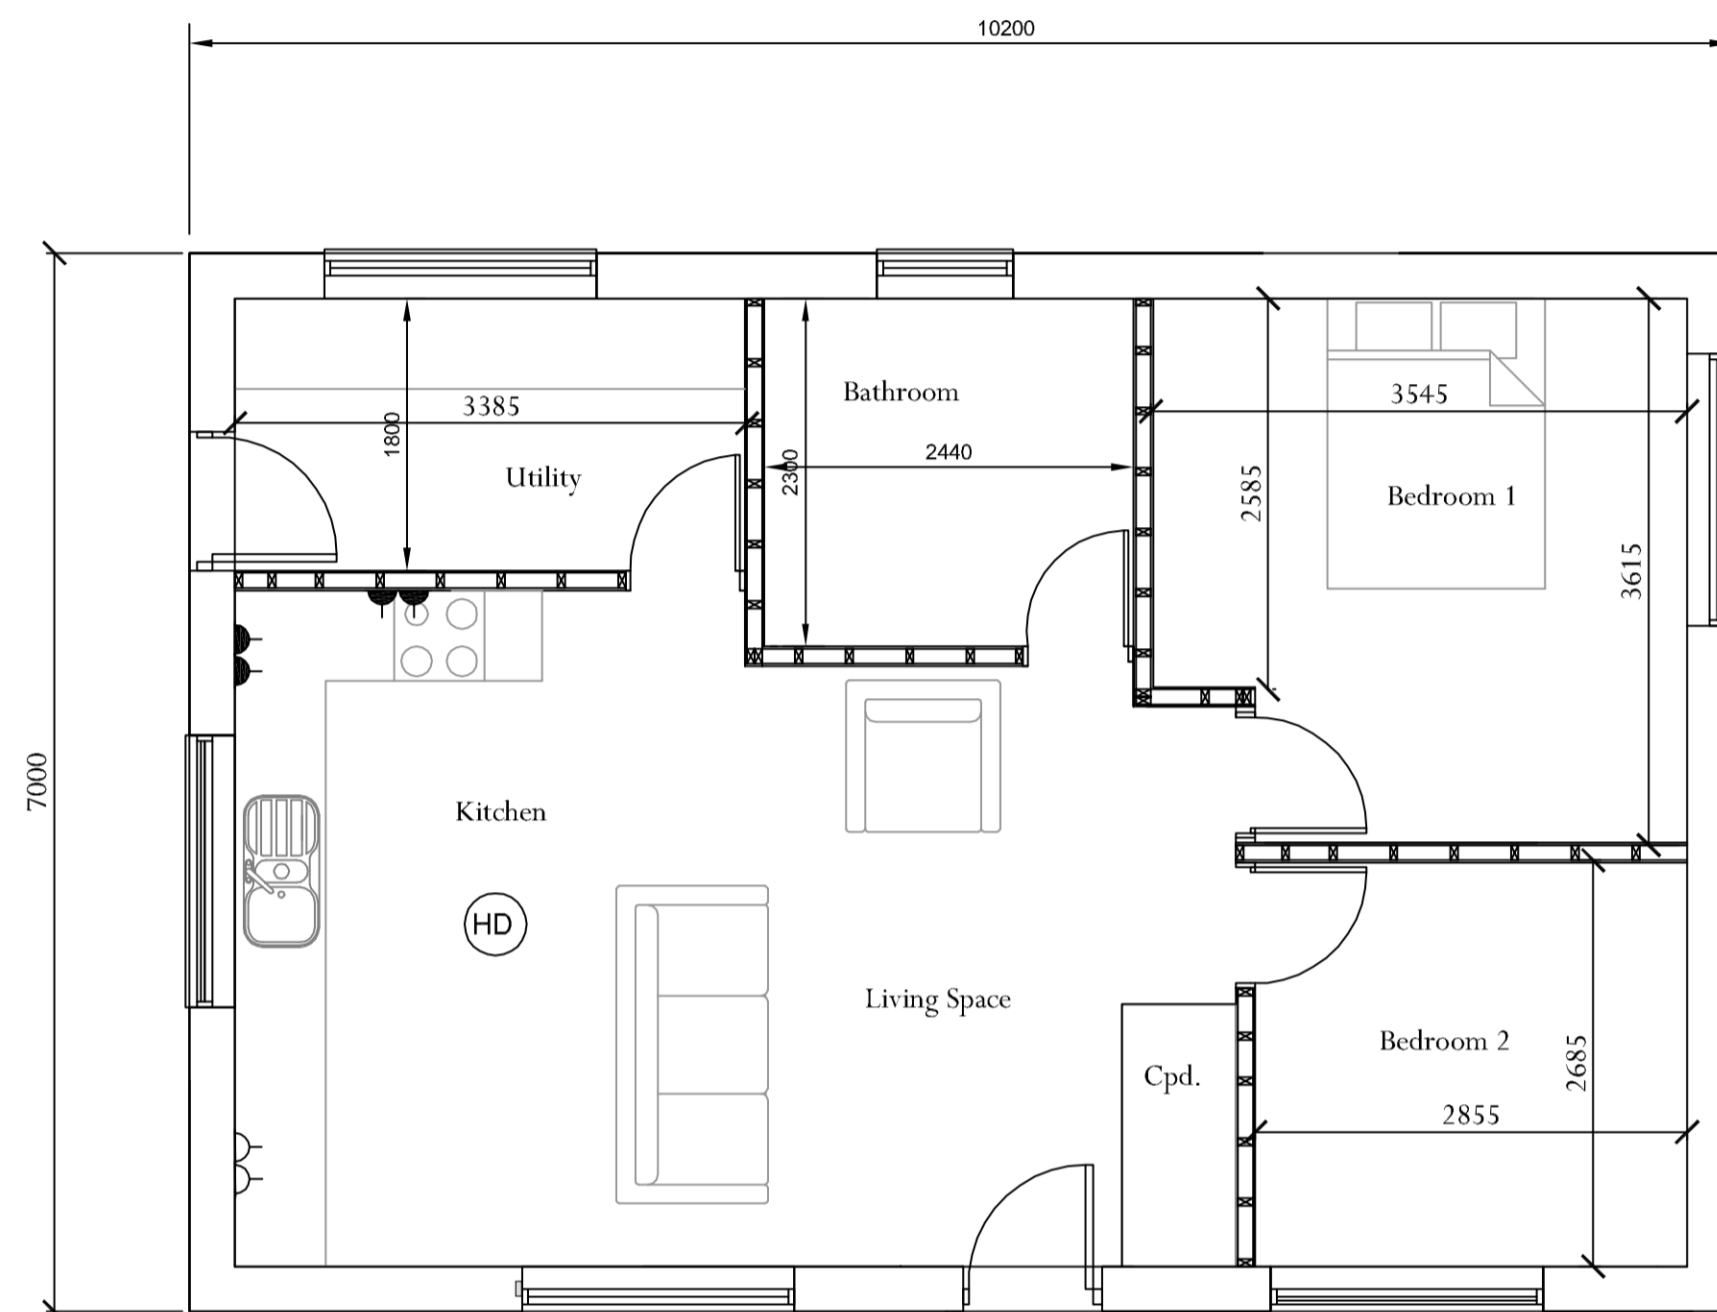 10200
Bathroom
3545
3385
1800
2440
2300
Utility
2585
Bedroom 1
3615
7000
Kitchen
HD
Living Space
Bedroom 2
2685
Cpd.
2855